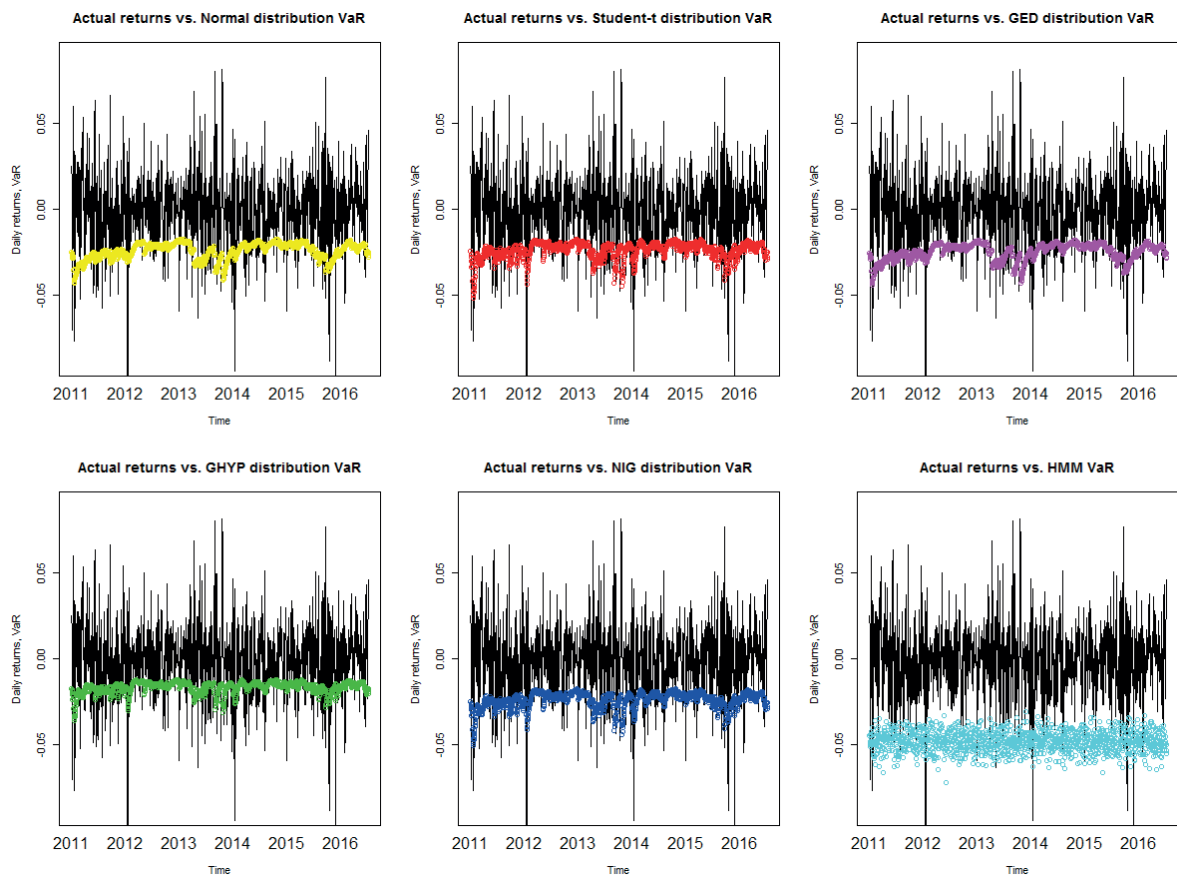 Actual returns vs. Normal distribution VaR
Actual returns vs. Student-t distribution VaR
Actual returns vs. GED distribution VaR
Daily returns, VaR
0.05
0.00
-0.05
2011 2012 2013 2014 2015 2016
Time
Daily returns, VaR
0.05
0.00
-0.05
2011 2012 2013 2014 2015 2016
Time
Daily returns, VaR
0.05
0.00
-0.05
2011 2012 2013 2014 2015 2016
Time
Actual returns vs. GHYP distribution VaR
Actual returns vs. NIG distribution VaR
Actual returns vs. HMM VaR
Daily returns, VaR
0.05
0.00
-0.05
2011 2012 2013 2014 2015 2016
Time
Daily returns, VaR
0.05
0.00
-0.05
2011 2012 2013 2014 2015 2016
Time
Daily returns, VaR
0.05
0.00
-0.05
2011 2012 2013 2014 2015 2016
Time